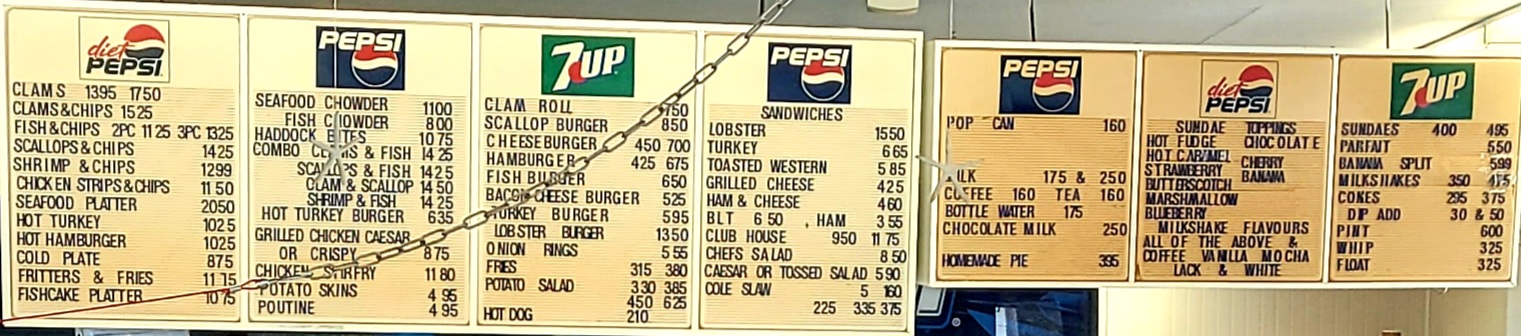 diet PEPSI
CLAMS 1395 1750
CLAMS&CHIPS 1525
FISH&CHIPS 2PC 1125 3PC 1325
SCALLOPS&CHIPS 1425
SHRIMP & CHIPS 1299
CHICKEN STRIPS&CHIPS 1150
SEAFOOD PLATTER 2050
HOT TURKEY 1025
HOT HAMBURGER 1025
COLD PLATE 875
FRITTERS & FRIES 1175
FISHCAKE PLATTER 1075
PEPSI
SEAFOOD CHOWDER 1100
FISH CHOWDER 800
HADDOCK BITES 1075
COMBO CLAMS & FISH 1425
SCALLOPS & FISH 1425
CLAM & SCALLOP 1450
SHRIMP & FISH 1425
HOT TURKEY BURGER 635
GRILLED CHICKEN CAESAR
OR CRISPY 875
CHICKEN STIRFRY 1180
POTATO SKINS 495
POUTINE 495
7UP
CLAM ROLL 750
SCALLOP BURGER 850
CHEESEBURGER 450 700
HAMBURGER 425 675
FISH BURGER 650
BACON CHEESE BURGER 525
TURKEY BURGER 595
LOBSTER BURGER 1350
ONION RINGS 555
FRIES 315 380
POTATO SALAD 330 385
450 625
HOT DOG 210
PEPSI
SANDWICHES
LOBSTER 1550
TURKEY 665
TOASTED WESTERN 585
GRILLED CHEESE 425
HAM & CHEESE 460
BLT 650 , HAM 355
CLUB HOUSE 950 1175
CHEFS SALAD 850
CAESAR OR TOSSED SALAD 590
COLE SLAW 5 160
225 335 375
PEPSI
POP CAN 160
MILK 175 & 250
COFFEE 160 TEA 160
BOTTLE WATER 175
CHOCOLATE MILK 250
HOMEMADE PIE 395
diet PEPSI
SUNDAE TOPPINGS
HOT FUDGE CHOCOLATE
HOT CARAMEL CHERRY
STRAWBERRY BANANA
BUTTERSCOTCH
MARSHMALLOW
BLUEBERRY
MILKSHAKE FLAVOURS
ALL OF THE ABOVE &
COFFEE VANILLA MOCHA
LACK & WHITE
7UP
SUNDAES 400 495
PARFAIT 550
BANANA SPLIT 599
MILKSHAKES 350 475
CONES 295 375
DIP ADD 30 & 50
PINT 600
WHIP 325
FLOAT 325